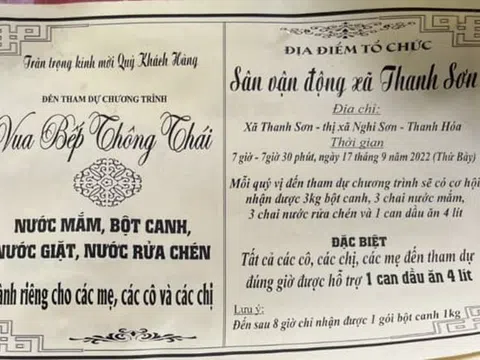 Trân trọng kính mời Quý Khách Hàng
ĐẾN THAM DỰ CHƯƠNG TRÌNH
Vua Bếp Thông Thái
NƯỚC MẮM, BỘT CANH,
NƯỚC GIẶT, NƯỚC RỬA CHÉN
ành riêng cho các mẹ, các cô và các chị
ĐỊA ĐIỂM TỔ CHỨC
Sân vận động xã Thanh Sơn
Địa chỉ:
Xã Thanh Sơn - thị xã Nghi Sơn - Thanh Hóa
Thời gian
7 giờ - 7giờ 30 phút, ngày 17 tháng 9 năm 2022 (Thứ Bảy)
Mỗi quý vị đến tham dự chương trình sẽ có cơ hội
nhận được 3kg bột canh, 3 chai nước mắm,
3 chai nước rửa chén và 1 can dầu ăn 4 lít
ĐẶC BIỆT
Tất cả các cô, các chị, các mẹ đến tham dự
đúng giờ được hỗ trợ 1 can dầu ăn 4 lít
Lưu ý:
Đến sau 8 giờ chỉ nhận được 1 gói bột canh 1kg